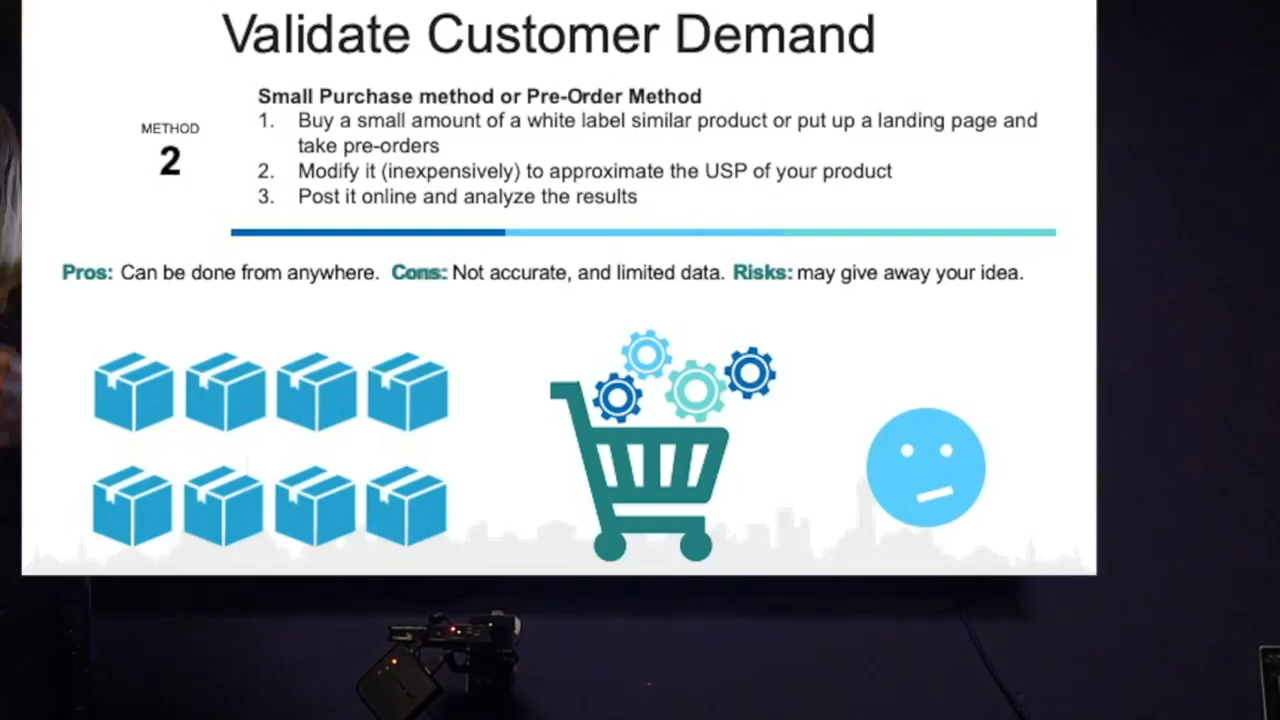 Validate Customer Demand
Small Purchase method or Pre-Order Method
METHOD
2
1. Buy a small amount of a white label similar product or put up a landing page and
take pre-orders
2. Modify it (inexpensively) to approximate the USP of your product
3. Post it online and analyze the results
Pros: Can be done from anywhere. Cons: Not accurate, and limited data. Risks: may give away your idea.